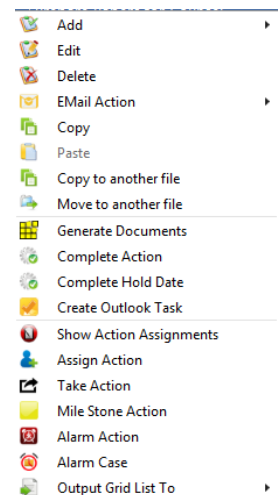 Add
Edit
Delete
EMail Action
Copy
Paste
Copy to another file
Move to another file
Generate Documents
Complete Action
Complete Hold Date
Create Outlook Task
Show Action Assignments
Assign Action
Take Action
Mile Stone Action
Alarm Action
Alarm Case
Output Grid List To